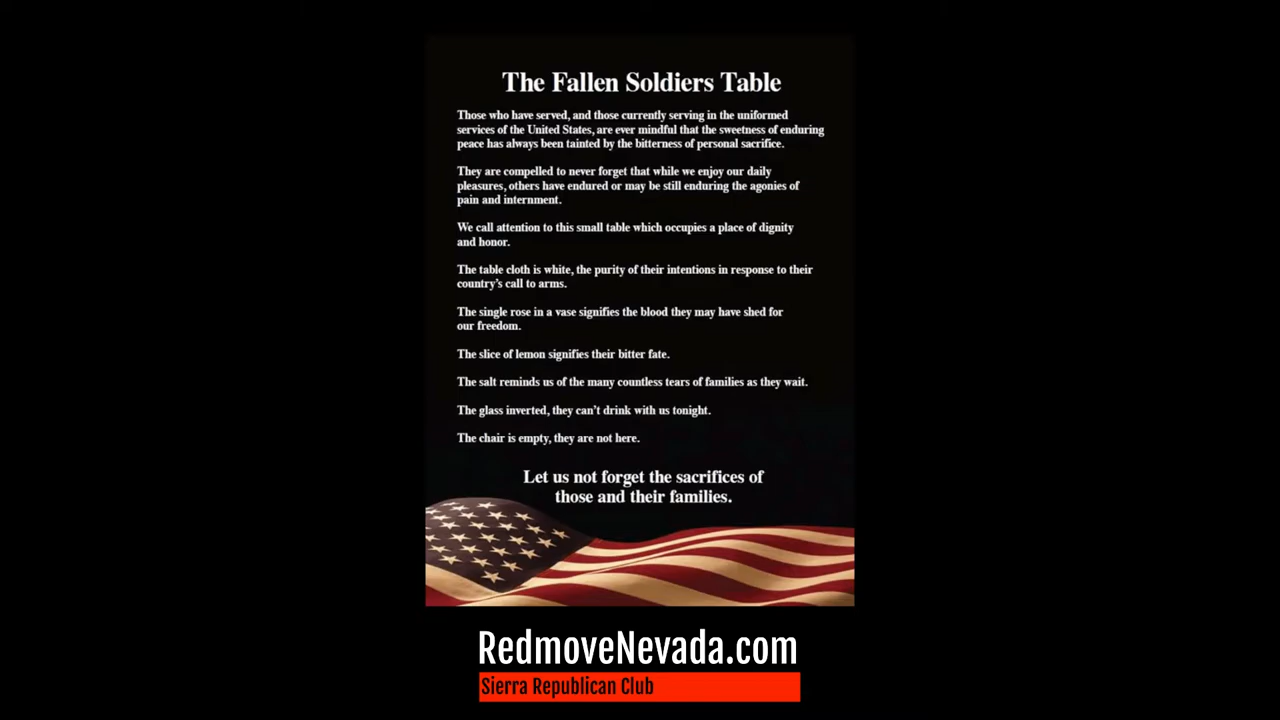 The Fallen Soldiers Table
Those who have served, and those currently serving in the uniformed
services of the United States, are ever mindful that the sweetness of enduring
peace has always been tainted by the bitterness of personal sacrifice.
They are compelled to never forget that while we enjoy our daily
pleasures, others have endured or may be still enduring the agonies of
pain and internment.
We call attention to this small table which occupies a place of dignity
and honor.
The table cloth is white, the purity of their intentions in response to their
country's call to arms.
The single rose in a vase signifies the blood they may have shed for
our freedom.
The slice of lemon signifies their bitter fate.
The salt reminds us of the many countless tears of families as they wait.
The glass inverted, they can't drink with us tonight.
The chair is empty, they are not here.
Let us not forget the sacrifices of
those and their families.
RedmoveNevada.com
Sierra Republican Club